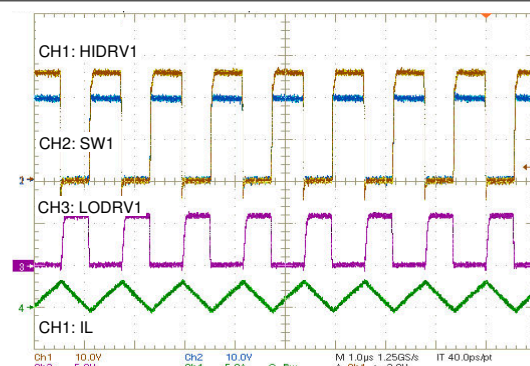 CH1: HIDRV1
CH2: SW1
2
CH3: LODRV1
3
4
CH1: IL
Ch1 10.0V Ch2 10.0V M 1.0µs 1.25GS/s IT 40.0ps/pt